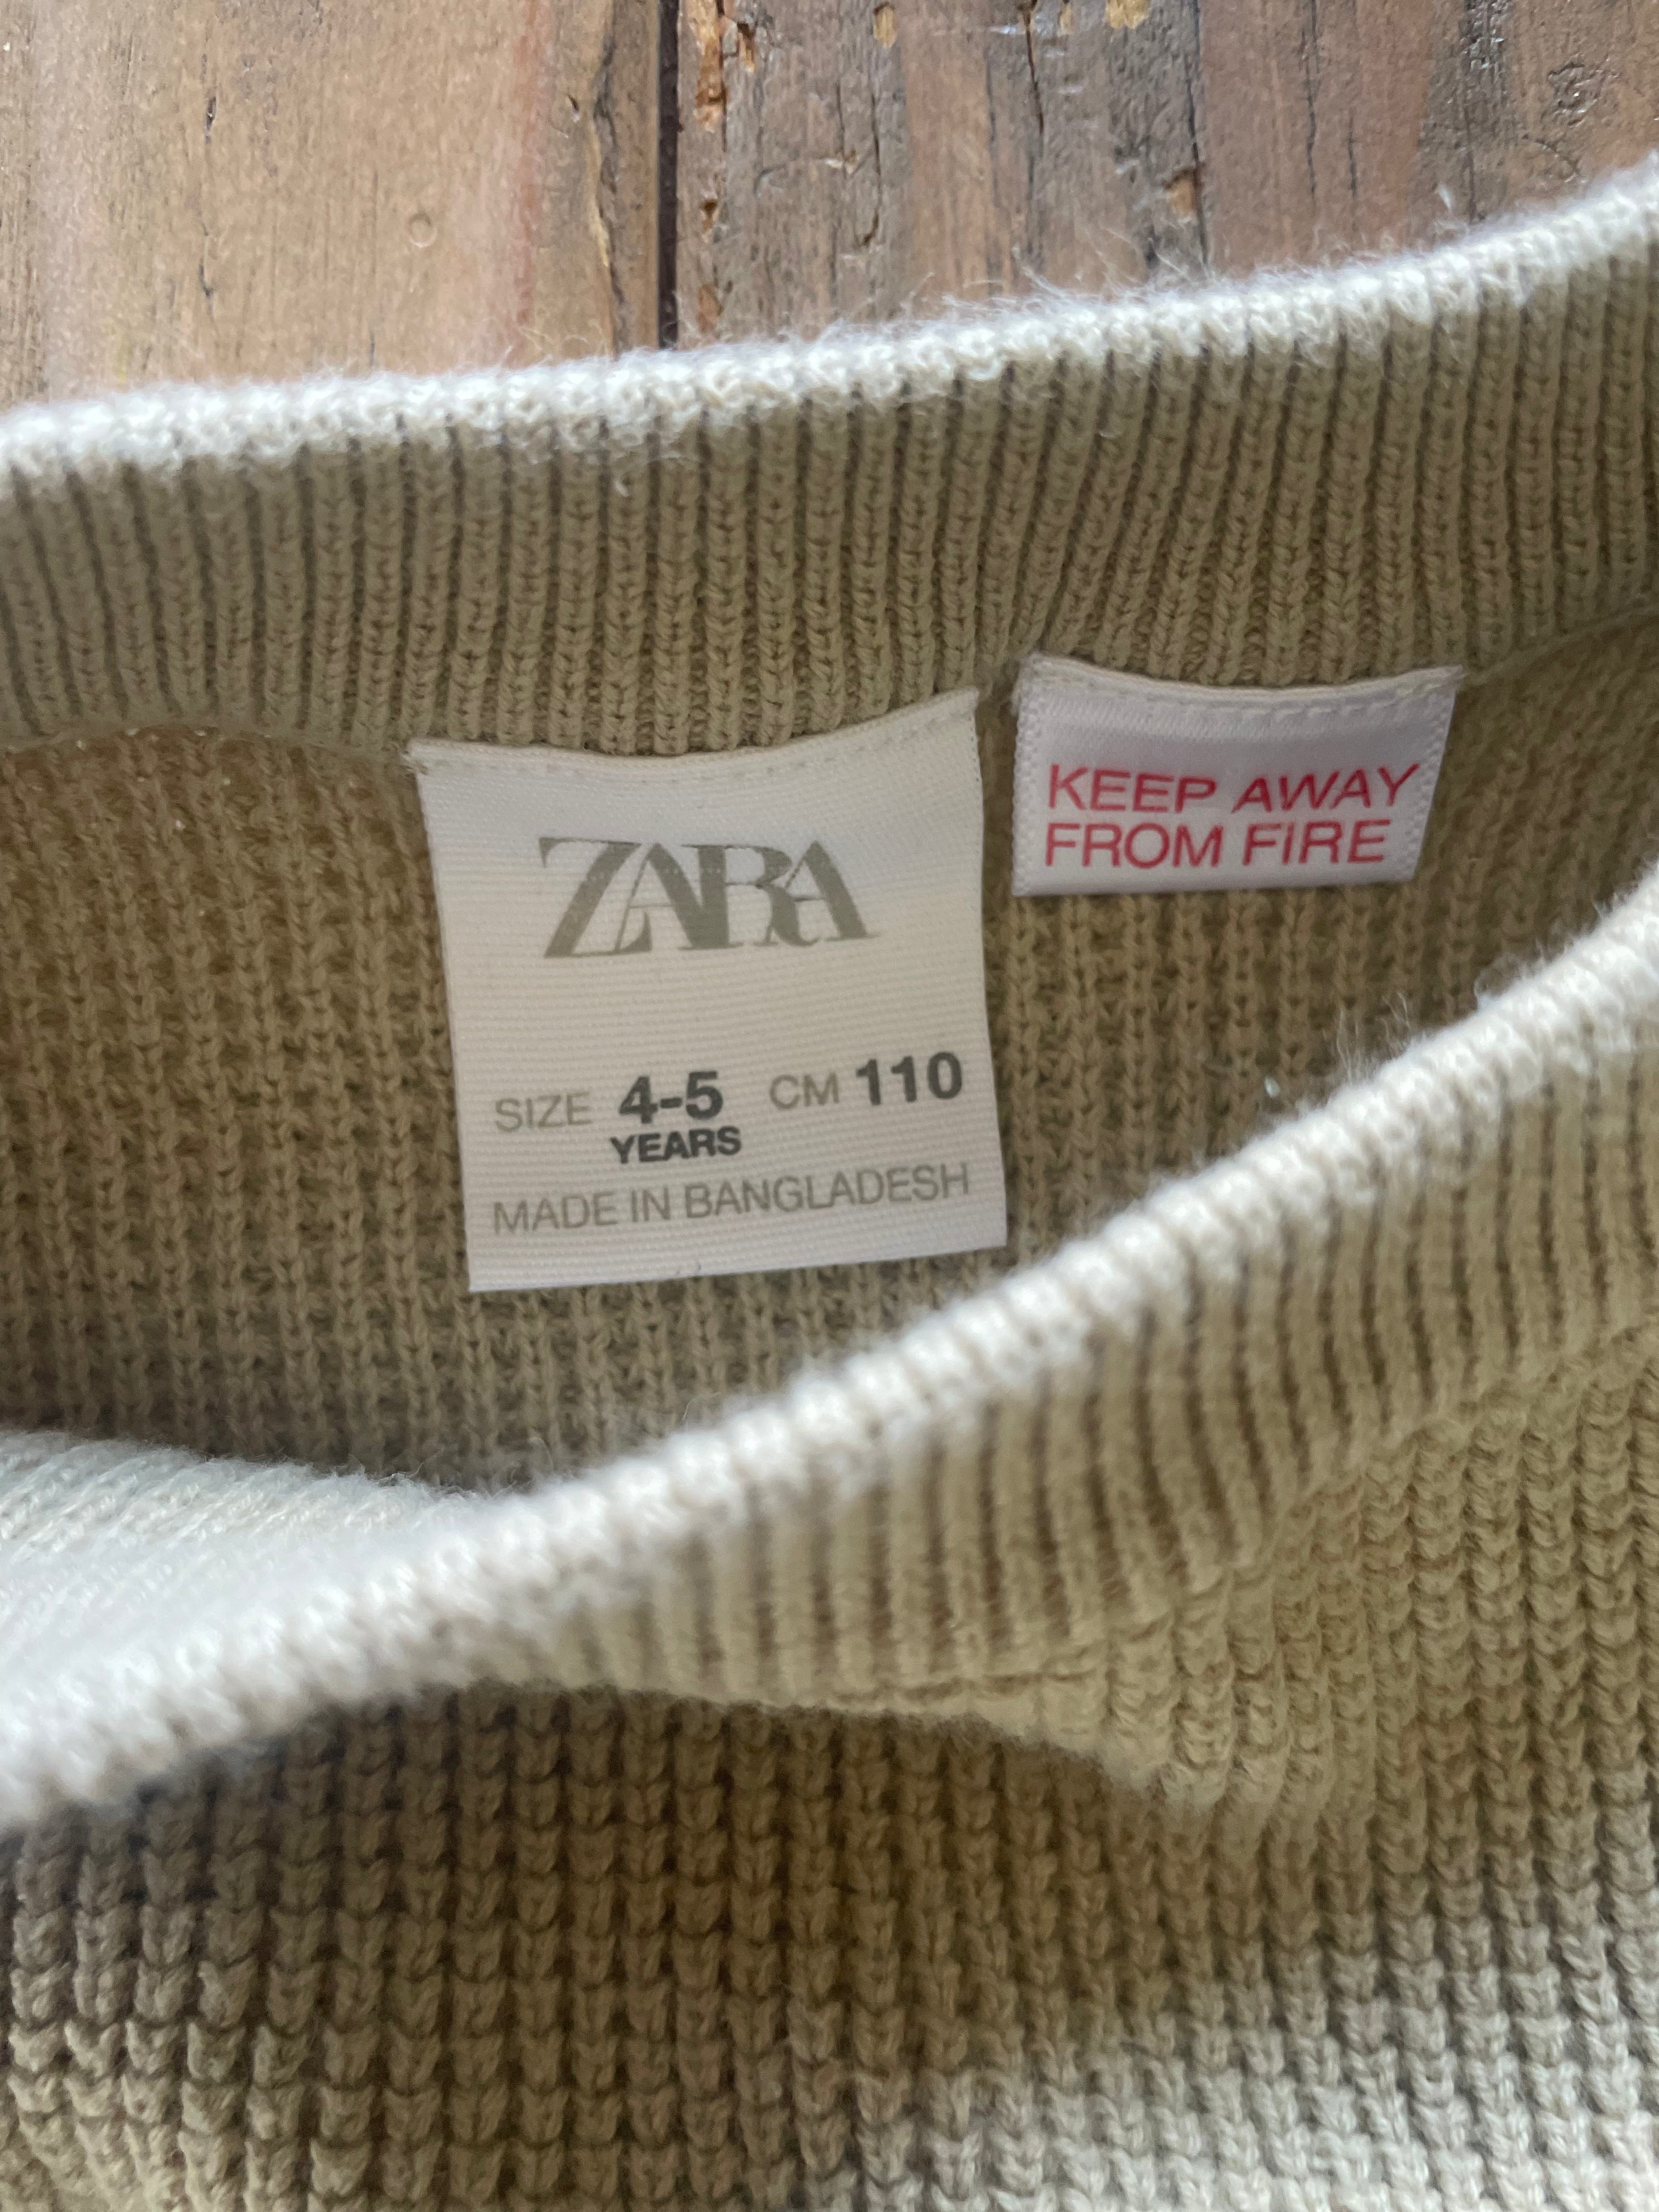 ZARA
SIZE 4-5 CM 110
YEARS
MADE IN BANGLADESH
KEEP AWAY
FROM FIRE